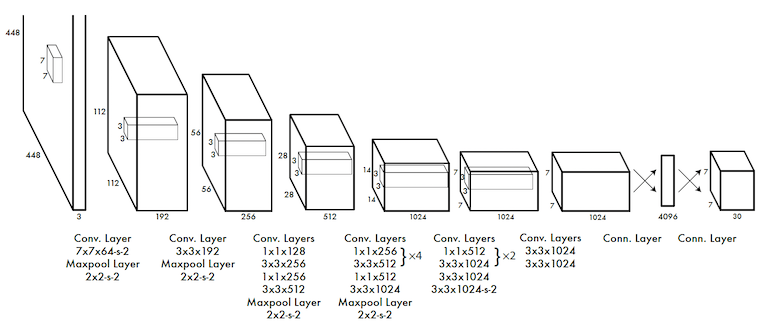 448
7
7
448
3
112
3
3
112
192
56
3
3
56
256
28
3
3
28
512
14
3
3
14
1024
7
3
3
7
1024
7
7
1024
4096
7
7
30
Conv. Layer
7x7x64-s-2
Maxpool Layer
2x2-s-2
Conv. Layer
3x3x192
Maxpool Layer
2x2-s-2
Conv. Layers
1x1x128
3x3x256
1x1x256
3x3x512
Maxpool Layer
2x2-s-2
Conv. Layers
1x1x256
3x3x512
}×4
1x1x512
3x3x1024
Maxpool Layer
2x2-s-2
Conv. Layers
1x1x512
3x3x1024
}×2
3x3x1024
3x3x1024-s-2
Conv. Layers
3x3x1024
3x3x1024
Conn. Layer
Conn. Layer